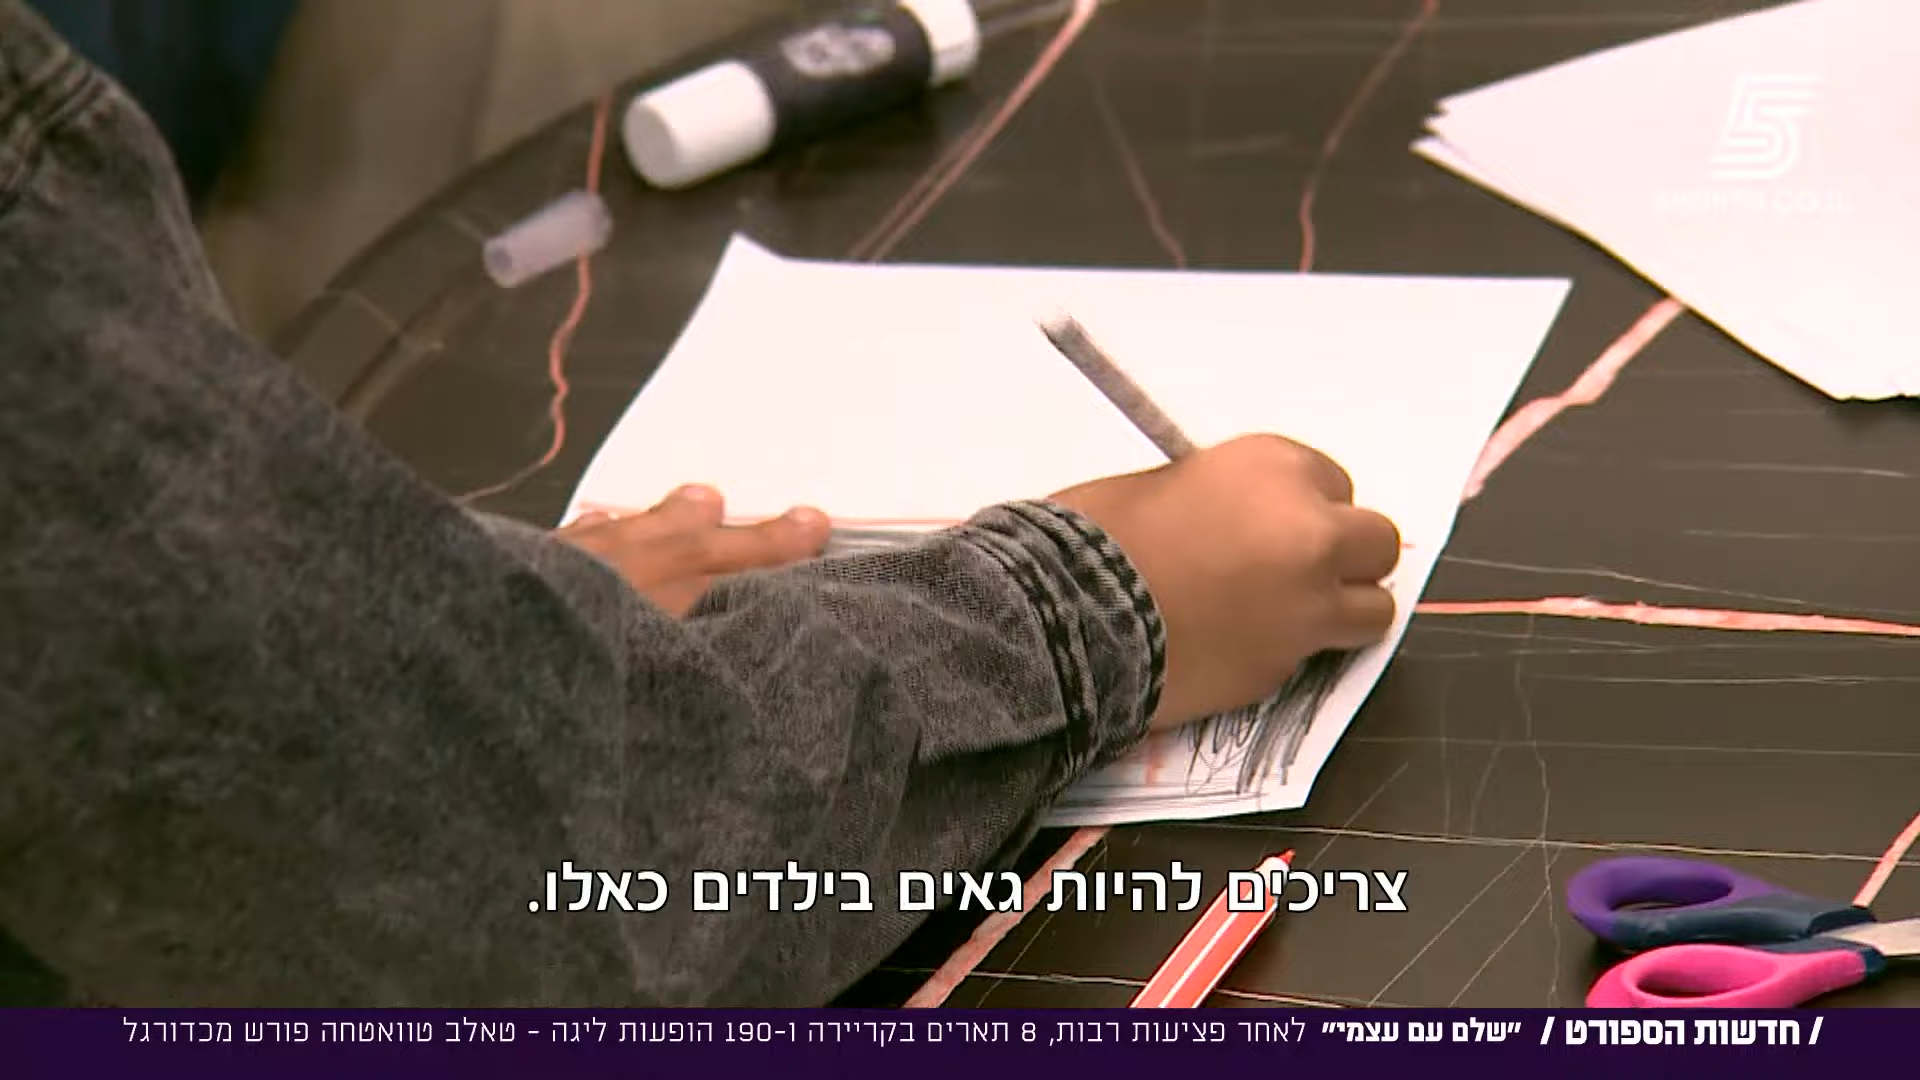 צריכים להיות גאים בילדים כאלו.
/ חדשות הספורט / "שלם עם עצמי" לאחר פציעות רבות, 8 תארים בקריירה ו-190 הופעות ליגה - טאלב טוואטחה פורש מכדורגל